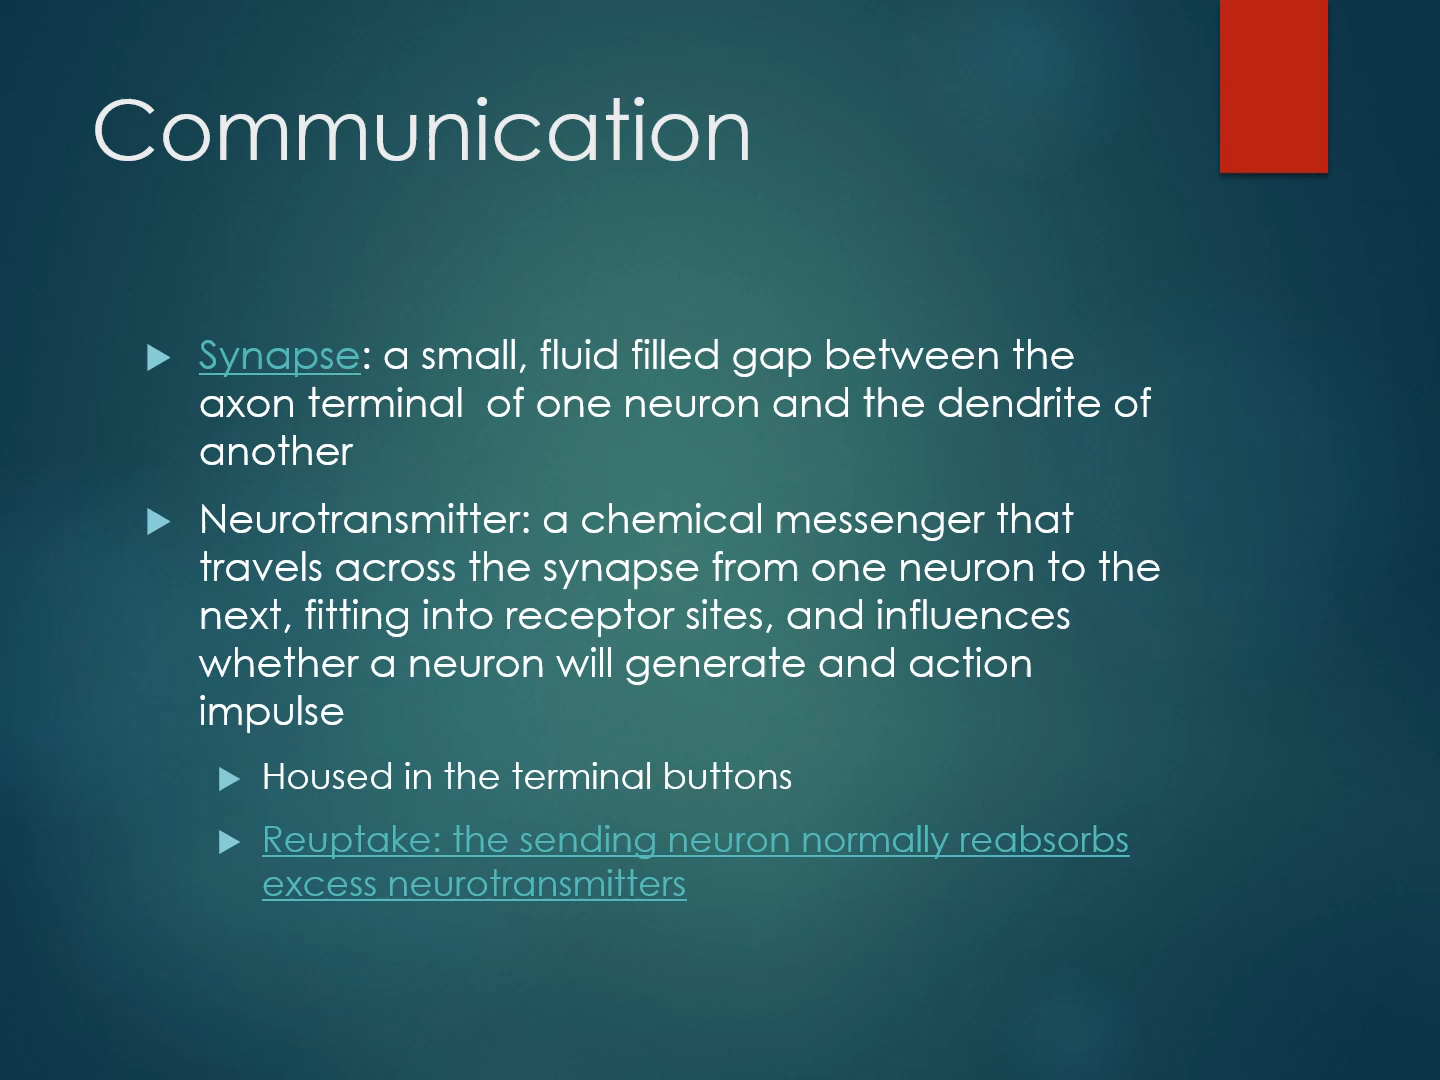 Communication
Synapse: a small, fluid filled gap between the
axon terminal  of one neuron and the dendrite of
another
Neurotransmitter: a chemical messenger that
travels across the synapse from one neuron to the
next, fitting into receptor sites, and influences
whether a neuron will generate and action
impulse
Housed in the terminal buttons
Reuptake: the sending neuron normally reabsorbs
excess neurotransmitters